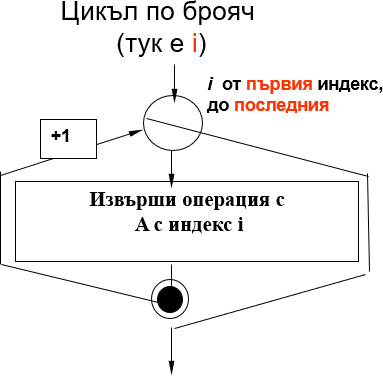 Цикъл по брояч
(тук е i)
i от първия индекс,
до последния
+1
Извърши операция с
А с индекс i